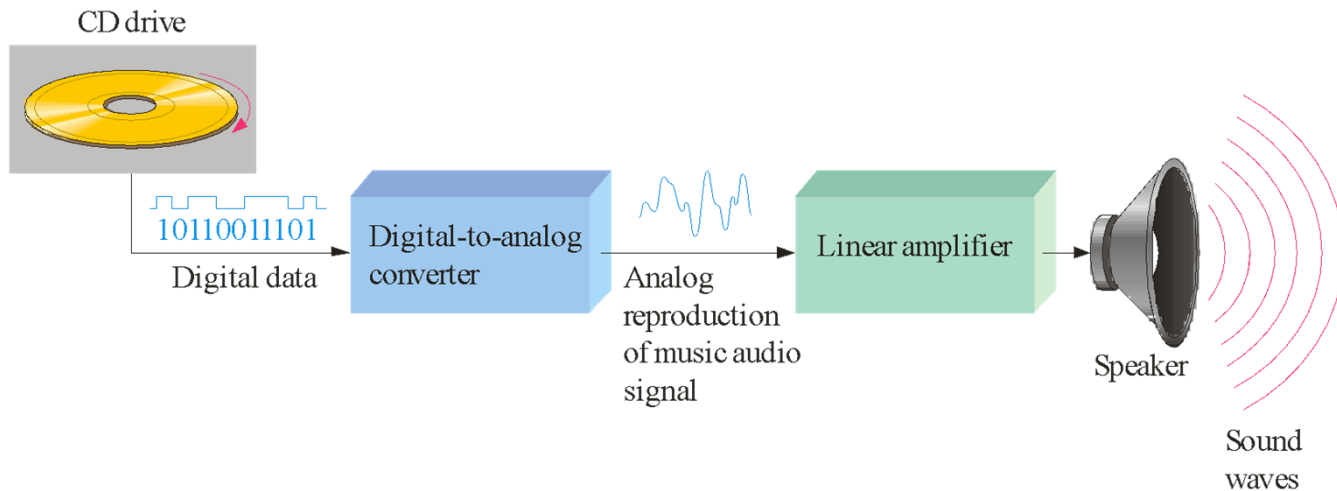 CD drive
10110011101
Digital data
Digital-to-analog
converter
Analog
reproduction
of music audio
signal
Linear amplifier
Speaker
Sound
waves